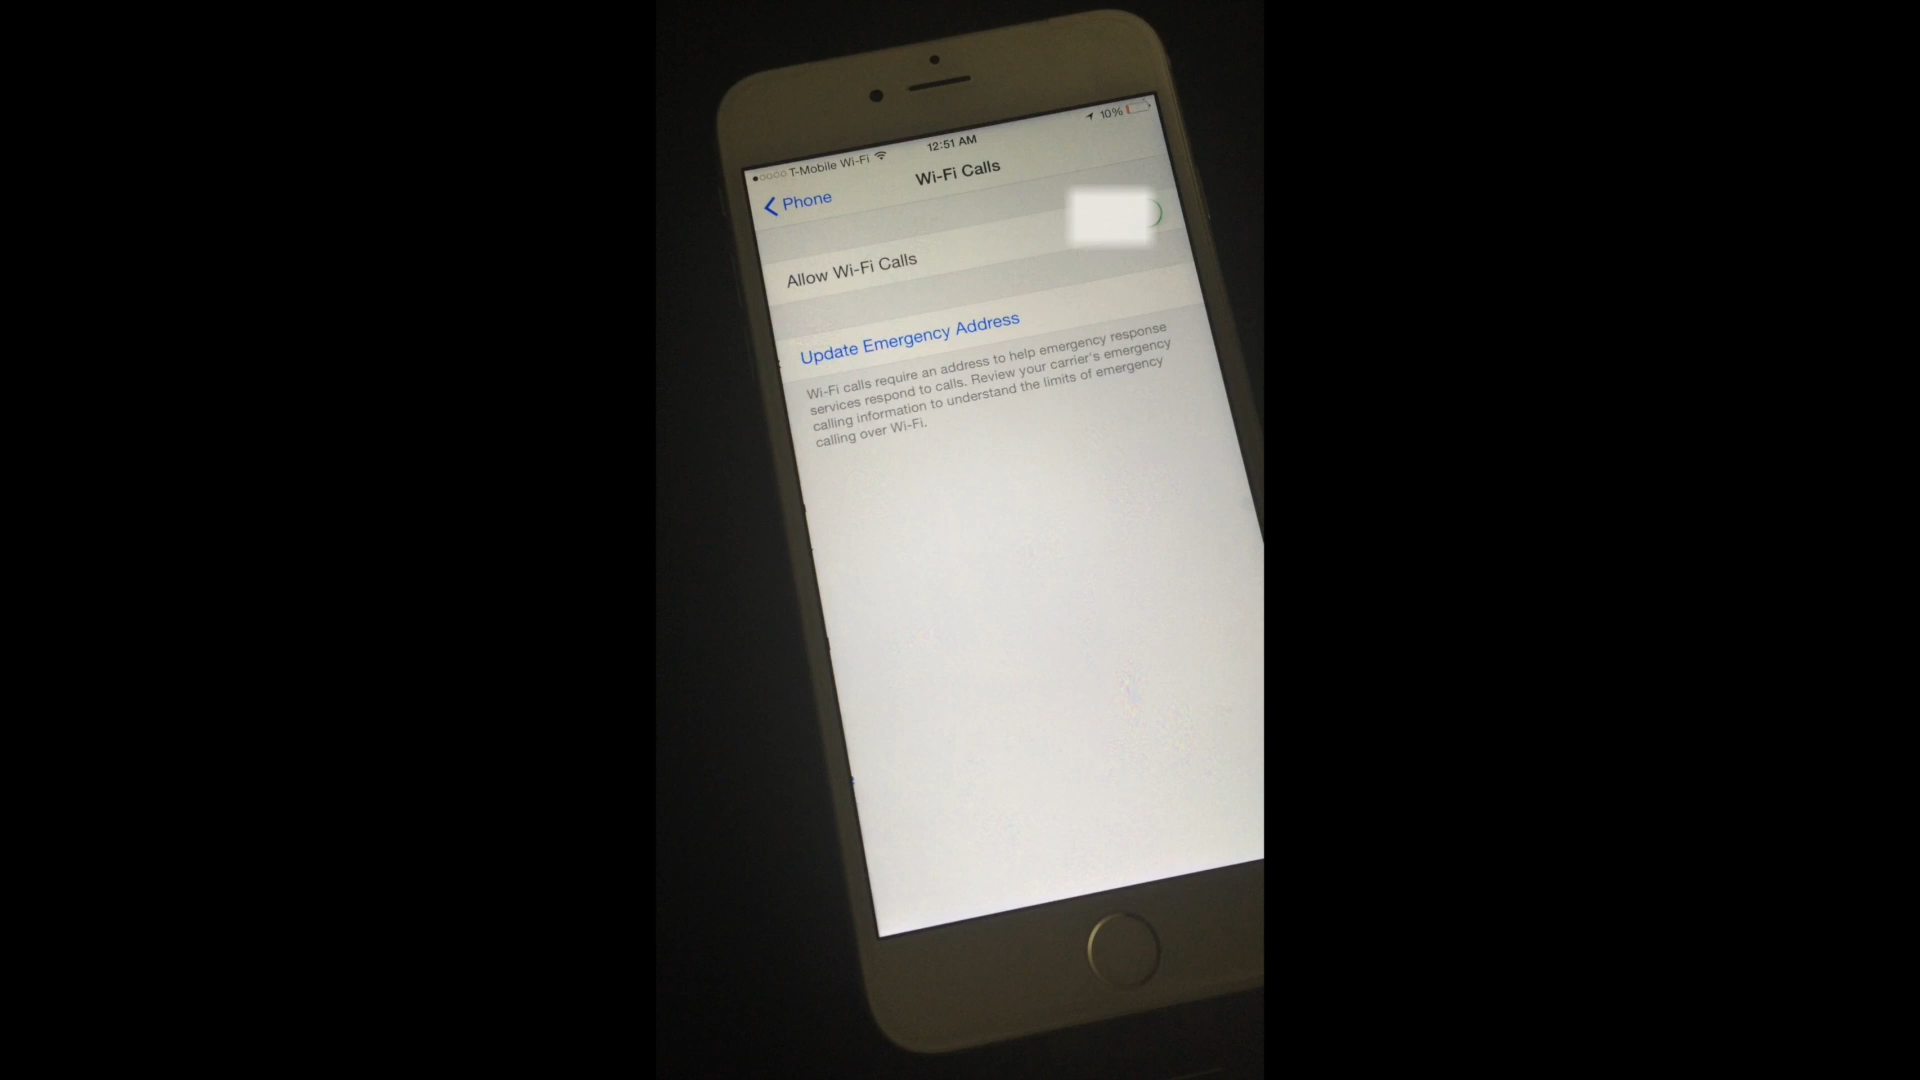 T-Mobile Wi-Fi 12:51 AM 10%
Phone Wi-Fi Calls
Allow Wi-Fi Calls
Update Emergency Address
Wi-Fi calls require an address to help emergency response
services respond to calls. Review your carrier's emergency
calling information to understand the limits of emergency
calling over Wi-Fi.